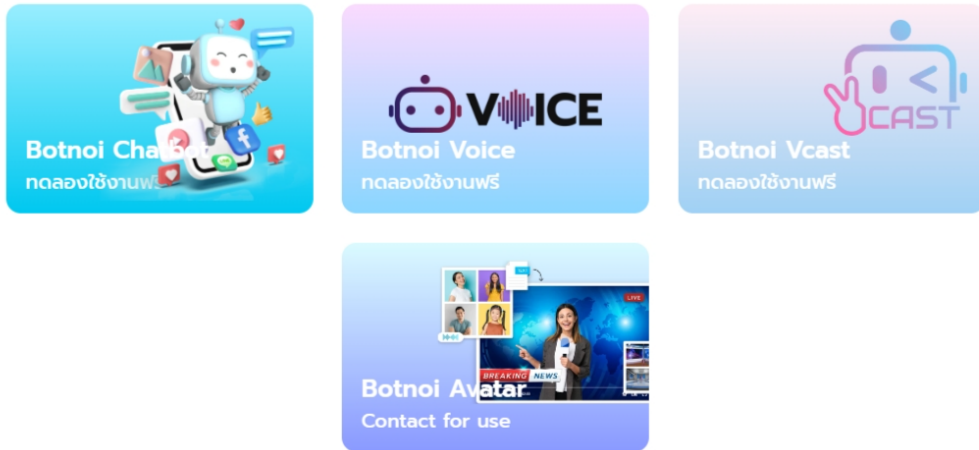 Botnoi Chatbot
ทดลองใช้งานฟรี
VOICE
Botnoi Voice
ทดลองใช้งานฟรี
CAST
Botnoi Vcast
ทดลองใช้งานฟรี
LIVE
BREAKING NEWS
Botnoi Avatar
Contact for use